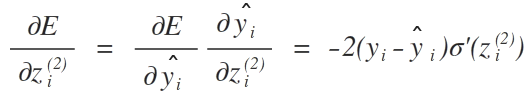 ∂E/∂z_i^(2) = ∂E/∂ŷ_i ∂ŷ_i/∂z_i^(2) = -2(y_i - ŷ_i)σ'(z_i^(2))